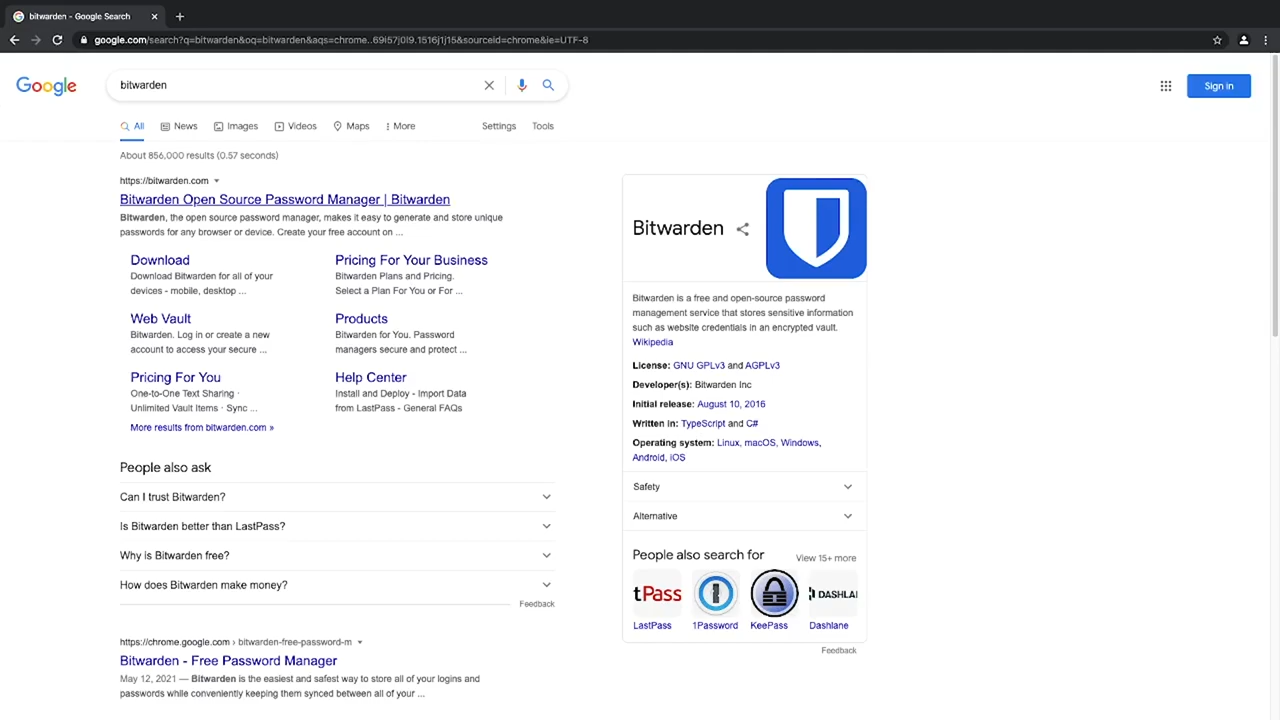 bitwarden - Google Search
google.com/search?q=bitwarden&oq=bitwarden&aqs=chrome..69i57j0l9.1516j1j15&sourceid=chrome&ie=UTF-8
Google
bitwarden
Sign in
All
News
Images
Videos
Maps
More
Settings
Tools
About 856,000 results (0.57 seconds)
https://bitwarden.com
Bitwarden Open Source Password Manager | Bitwarden
Bitwarden, the open source password manager, makes it easy to generate and store unique
passwords for any browser or device. Create your free account on ...
Download
Download Bitwarden for all of your
devices - mobile, desktop ...
Pricing For Your Business
Bitwarden Plans and Pricing.
Select a Plan For You or For ...
Web Vault
Bitwarden. Log in or create a new
account to access your secure ...
Products
Bitwarden for You. Password
managers secure and protect ...
Pricing For You
One-to-One Text Sharing ·
Unlimited Vault Items · Sync ...
Help Center
Install and Deploy - Import Data
from LastPass - General FAQs
More results from bitwarden.com »
People also ask
Can I trust Bitwarden?
Is Bitwarden better than LastPass?
Why is Bitwarden free?
How does Bitwarden make money?
Feedback
https://chrome.google.com › bitwarden-free-password-m
Bitwarden - Free Password Manager
May 12, 2021 — Bitwarden is the easiest and safest way to store all of your logins and
passwords while conveniently keeping them synced between all of your ...
Bitwarden
Bitwarden is a free and open-source password
management service that stores sensitive information
such as website credentials in an encrypted vault.
Wikipedia
License: GNU GPLv3 and AGPLv3
Developer(s): Bitwarden Inc
Initial release: August 10, 2016
Written in: TypeScript and C#
Operating system: Linux, macOS, Windows,
Android, iOS
Safety
Alternative
People also search for
View 15+ more
tPass
DASHLA
LastPass
1Password
KeePass
Dashlane
Feedback